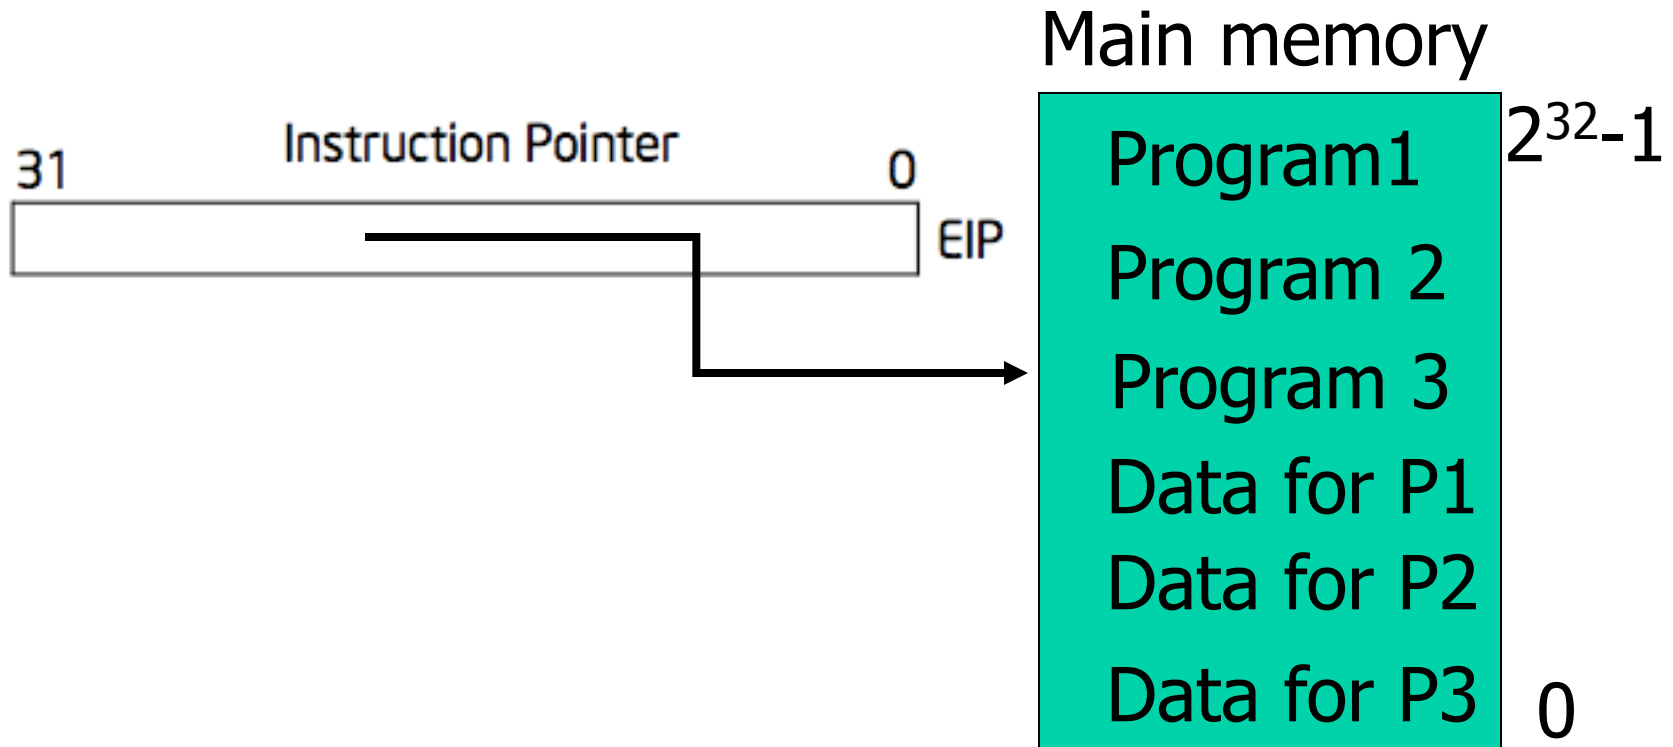 Main memory
2³²-1
Instruction Pointer
31 0
EIP
Program1
Program 2
Program 3
Data for P1
Data for P2
Data for P3
0